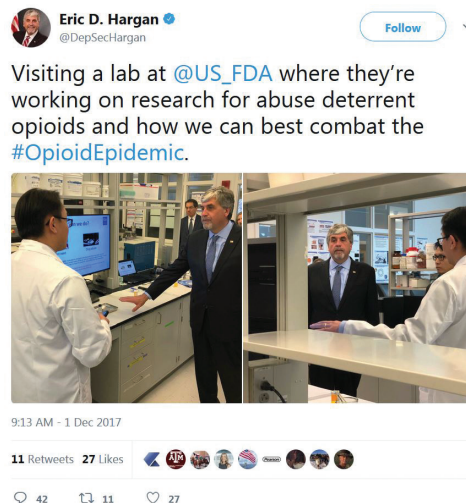 Eric D. Hargan
@DepSecHargan
Follow
Visiting a lab at @US_FDA where they're
working on research for abuse deterrent
opioids and how we can best combat the
#OpioidEpidemic.
9:13 AM - 1 Dec 2017
11 Retweets 27 Likes
ATM
42 11 27